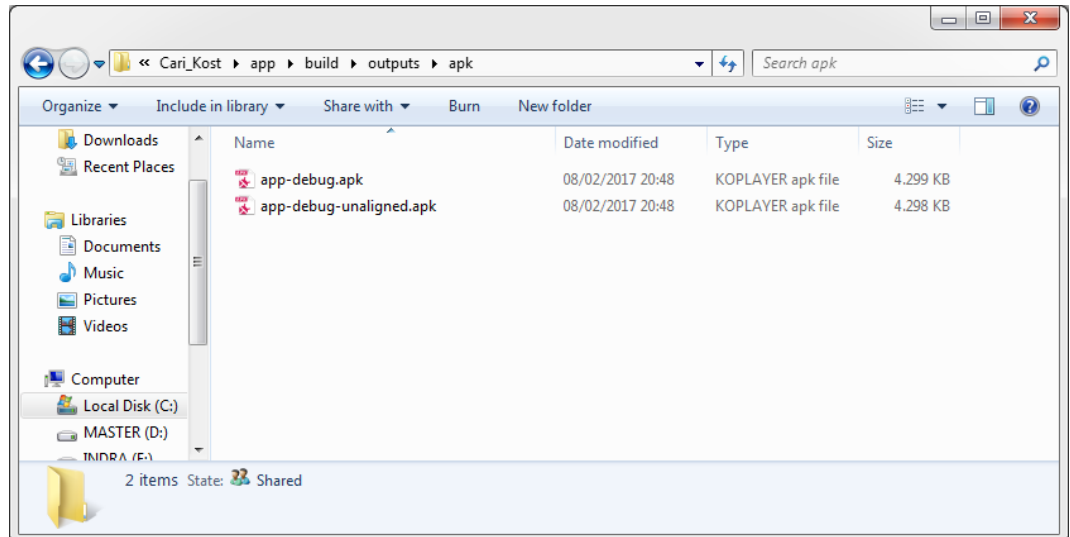 « Cari_Kost ▸ app ▸ build ▸ outputs ▸ apk Search apk
Organize Include in library Share with Burn New folder
Downloads
Recent Places
Libraries
Documents
Music
Pictures
Videos
Computer
Local Disk (C:)
MASTER (D:)
INDRA (E:)
Name Date modified Type Size
app-debug.apk 08/02/2017 20:48 KOPLAYER apk file 4.299 KB
app-debug-unaligned.apk 08/02/2017 20:48 KOPLAYER apk file 4.298 KB
2 items State: Shared